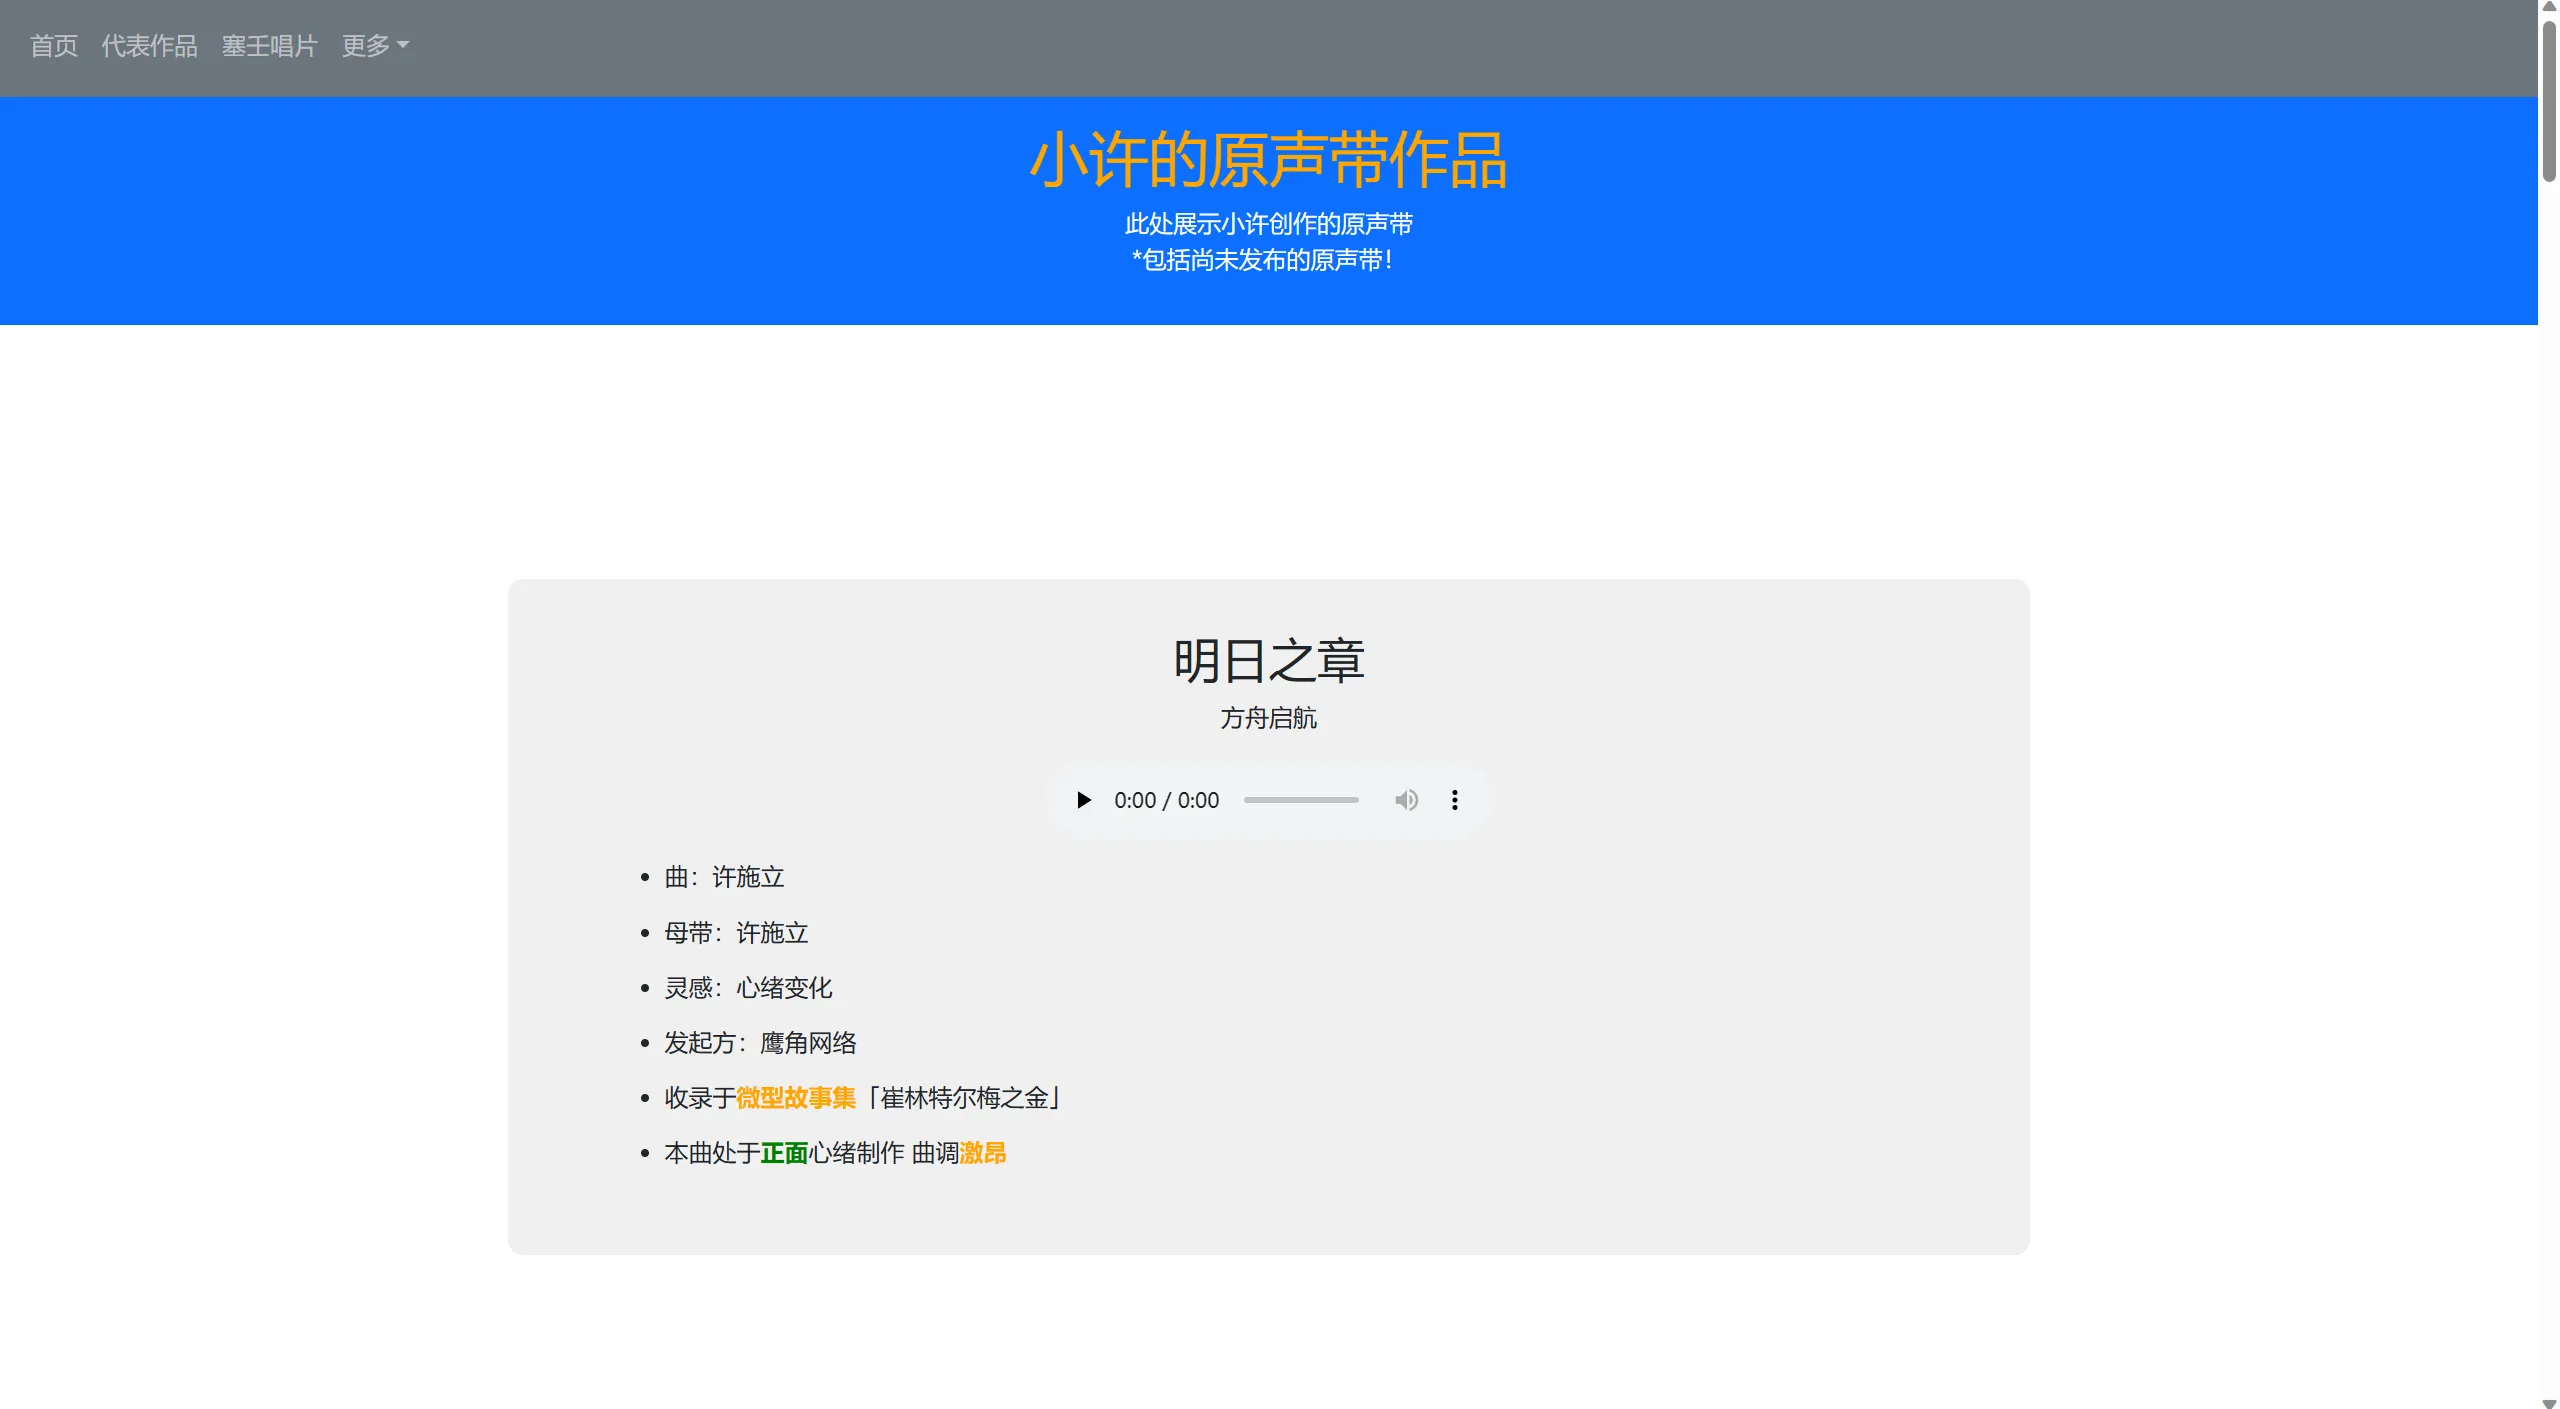 首页 代表作品 塞壬唱片 更多
小许的原声带作品
此处展示小许创作的原声带
*包括尚未发布的原声带！
明日之章
方舟启航
0:00 / 0:00
曲：许施立
母带：许施立
灵感：心绪变化
发起方：鹰角网络
收录于微型故事集「崔林特尔梅之金」
本曲处于正面心绪制作 曲调激昂